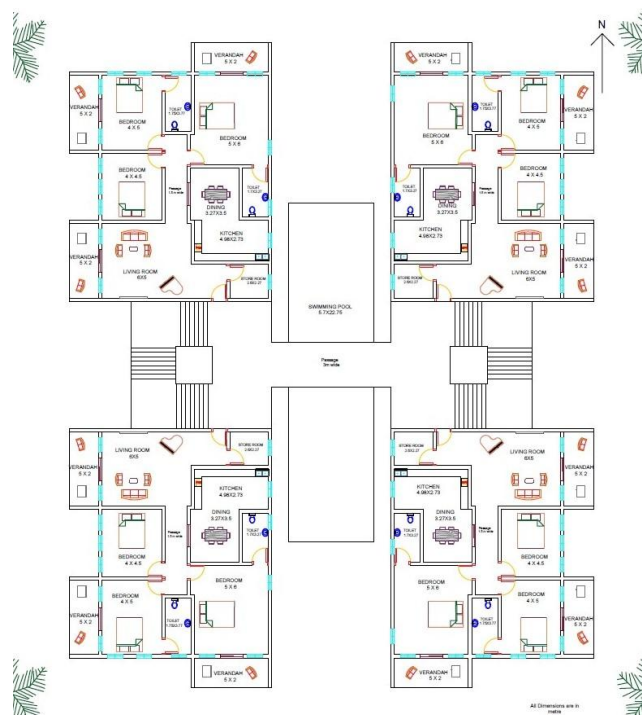 N
VERANDAH
5 X 2
VERANDAH
5 X 2
BEDROOM
4 X 5
TOILET
BEDROOM
5 X 6
BEDROOM
4 X 4.5
Passage
TOILET
DINING
3.27X3.5
VERANDAH
5 X 2
KITCHEN
4.98X2.73
LIVING ROOM
6X5
STORE ROOM
VERANDAH
5 X 2
VERANDAH
5 X 2
BEDROOM
5 X 6
TOILET
BEDROOM
4 X 5
BEDROOM
4 X 4.5
Passage
TOILET
DINING
3.27X3.5
VERANDAH
5 X 2
KITCHEN
4.98X2.73
LIVING ROOM
6X5
STORE ROOM
SWIMMING POOL
5.7X22.75
Passage
3m wide
LIVING ROOM
6X5
STORE ROOM
VERANDAH
5 X 2
KITCHEN
4.98X2.73
DINING
3.27X3.5
TOILET
Passage
BEDROOM
4 X 4.5
BEDROOM
4 X 5
BEDROOM
5 X 6
TOILET
VERANDAH
5 X 2
VERANDAH
5 X 2
STORE ROOM
LIVING ROOM
6X5
VERANDAH
5 X 2
KITCHEN
4.98X2.73
DINING
3.27X3.5
TOILET
Passage
BEDROOM
4 X 4.5
BEDROOM
5 X 6
BEDROOM
4 X 5
TOILET
VERANDAH
5 X 2
VERANDAH
5 X 2
All Dimensions are in
metre